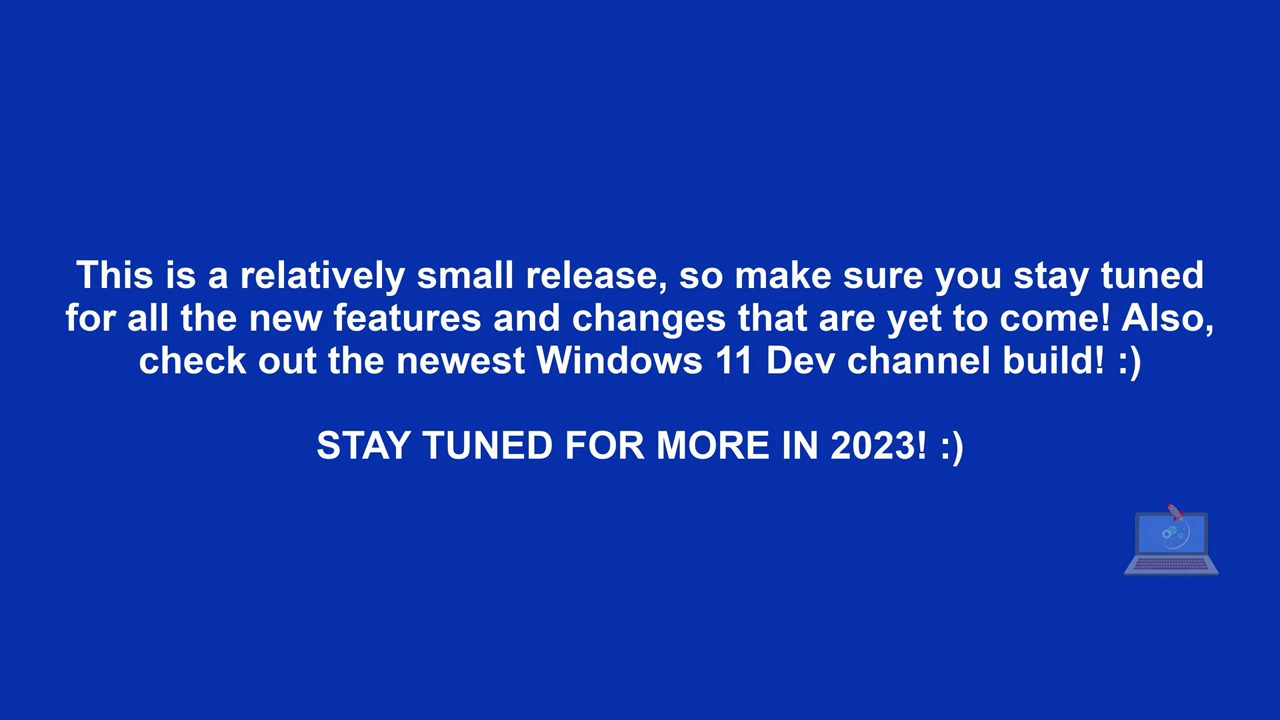 This is a relatively small release, so make sure you stay tuned
for all the new features and changes that are yet to come! Also,
check out the newest Windows 11 Dev channel build! :)
STAY TUNED FOR MORE IN 2023! :)